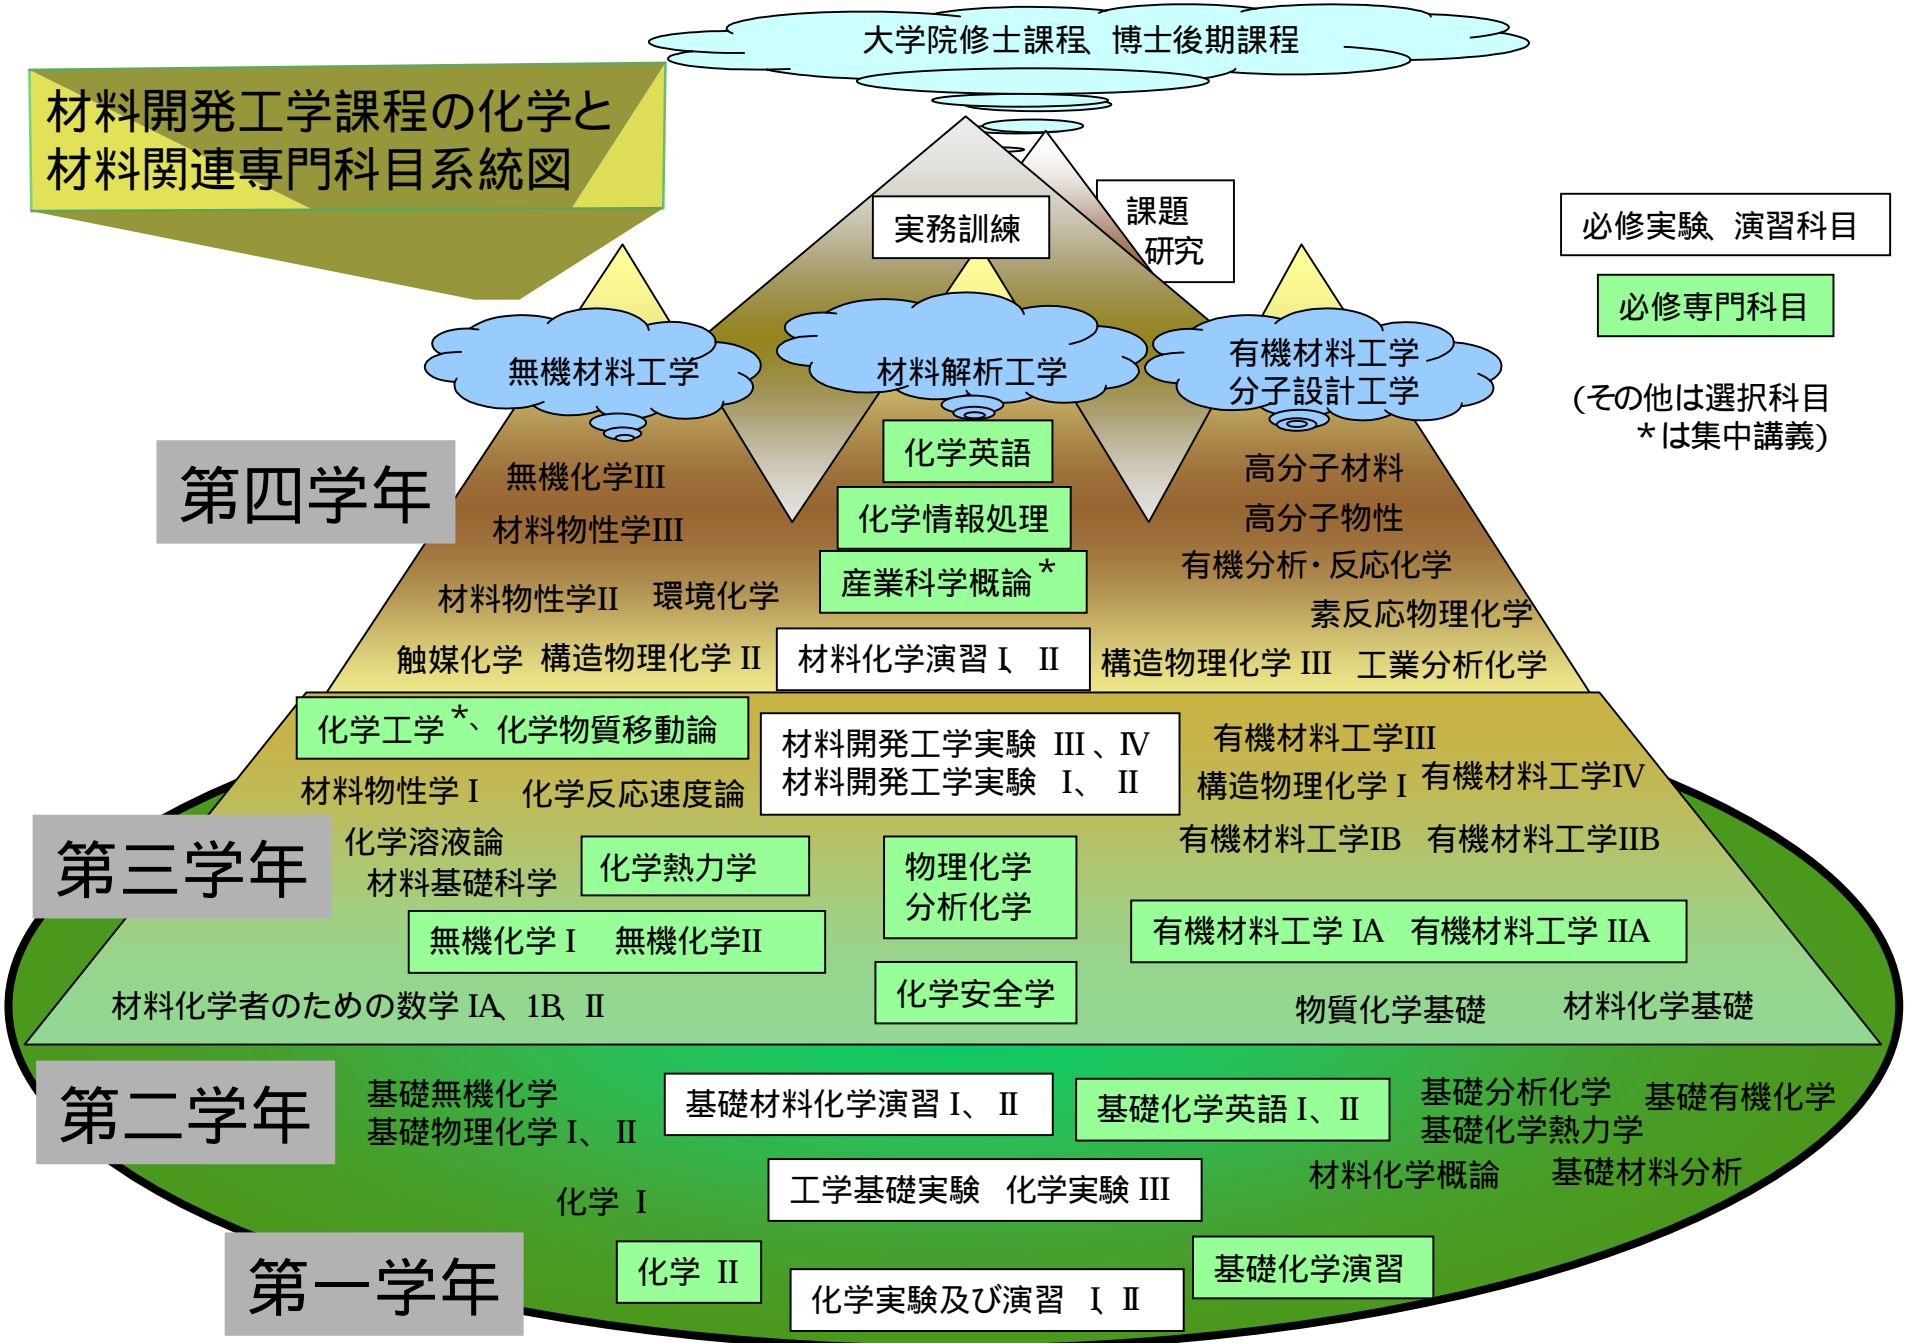 大学院修士課程、博士後期課程
材料開発工学課程の化学と
材料関連専門科目系統図
実務訓練
課題
研究
必修実験、演習科目
必修専門科目
(その他は選択科目
*は集中講義)
無機材料工学
材料解析工学
有機材料工学
分子設計工学
第四学年
化学英語
無機化学III
高分子材料
化学情報処理
材料物性学III
高分子物性
産業科学概論*
有機分析・反応化学
材料物性学II 環境化学
素反応物理化学
触媒化学 構造物理化学 II
材料化学演習 I、 II
構造物理化学 III 工業分析化学
化学工学*、化学物質移動論
材料開発工学実験 III 、IV
材料開発工学実験 I、 II
有機材料工学III
材料物性学 I 化学反応速度論
構造物理化学 I 有機材料工学IV
第三学年
化学溶液論
材料基礎科学
化学熱力学
物理化学
分析化学
有機材料工学IB 有機材料工学IIB
無機化学 I 無機化学II
有機材料工学 IA 有機材料工学 IIA
化学安全学
材料化学者のための数学 IA、1B、II
物質化学基礎 材料化学基礎
第二学年
基礎無機化学
基礎物理化学 I、 II
基礎材料化学演習 I、 II
基礎化学英語 I、II
基礎分析化学
基礎化学熱力学
基礎有機化学
材料化学概論 基礎材料分析
工学基礎実験 化学実験 III
化学 I
第一学年
化学 II
化学実験及び演習 I、II
基礎化学演習